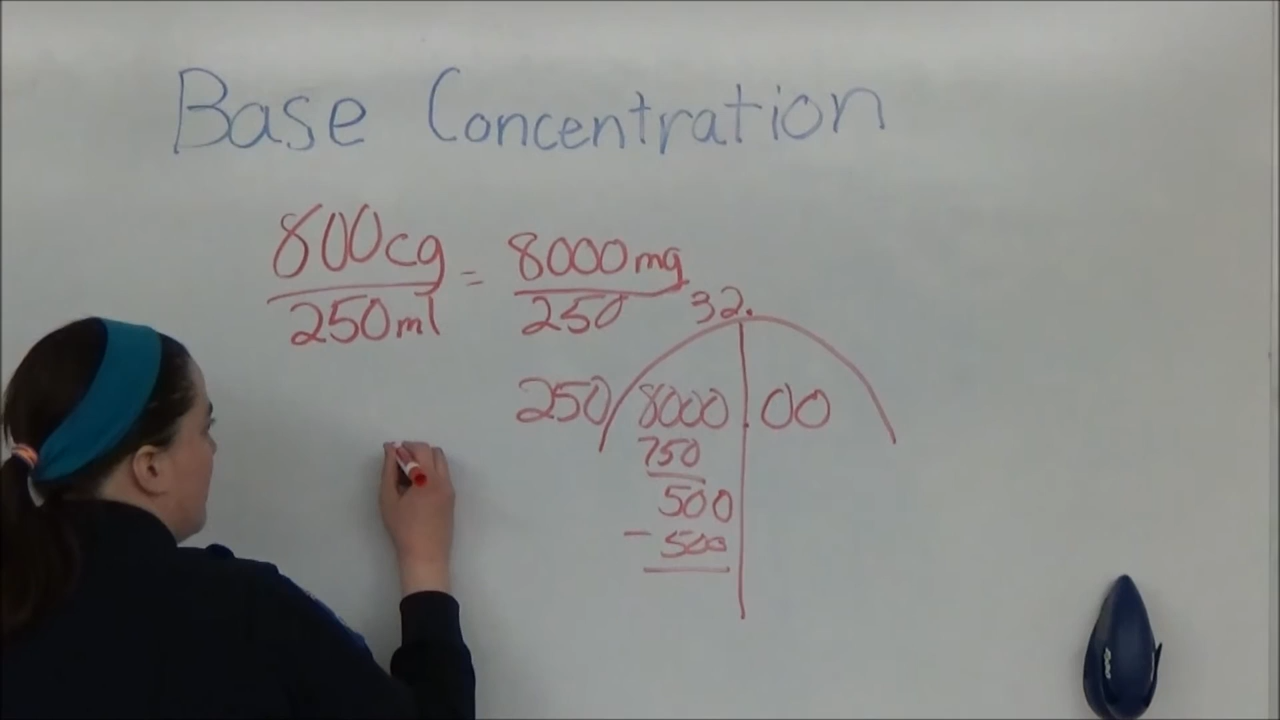 Base Concentration
800cg = 8000mg
250ml 250
32.
250 8000.00
750
500
- 500